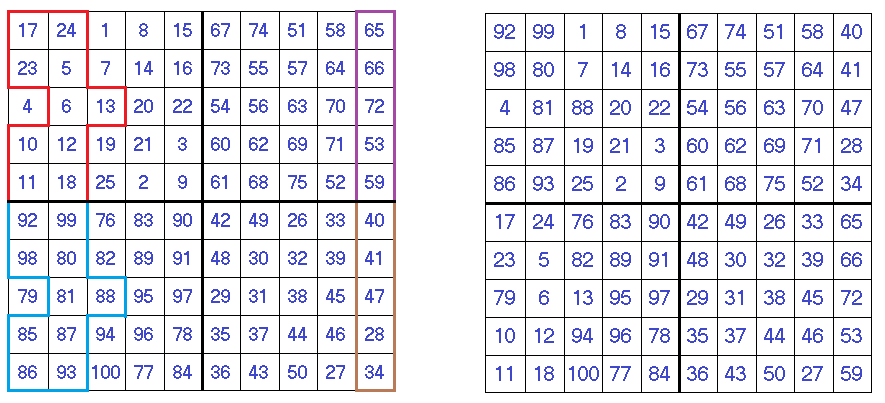 17 24 1 8 15 67 74 51 58 65
23 5 7 14 16 73 55 57 64 66
4 6 13 20 22 54 56 63 70 72
10 12 19 21 3 60 62 69 71 53
11 18 25 2 9 61 68 75 52 59
92 99 76 83 90 42 49 26 33 40
98 80 82 89 91 48 30 32 39 41
79 81 88 95 97 29 31 38 45 47
85 87 94 96 78 35 37 44 46 28
86 93 100 77 84 36 43 50 27 34
92 99 1 8 15 67 74 51 58 40
98 80 7 14 16 73 55 57 64 41
4 81 88 20 22 54 56 63 70 47
85 87 19 21 3 60 62 69 71 28
86 93 25 2 9 61 68 75 52 34
17 24 76 83 90 42 49 26 33 65
23 5 82 89 91 48 30 32 39 66
79 6 13 95 97 29 31 38 45 72
10 12 94 96 78 35 37 44 46 53
11 18 100 77 84 36 43 50 27 59